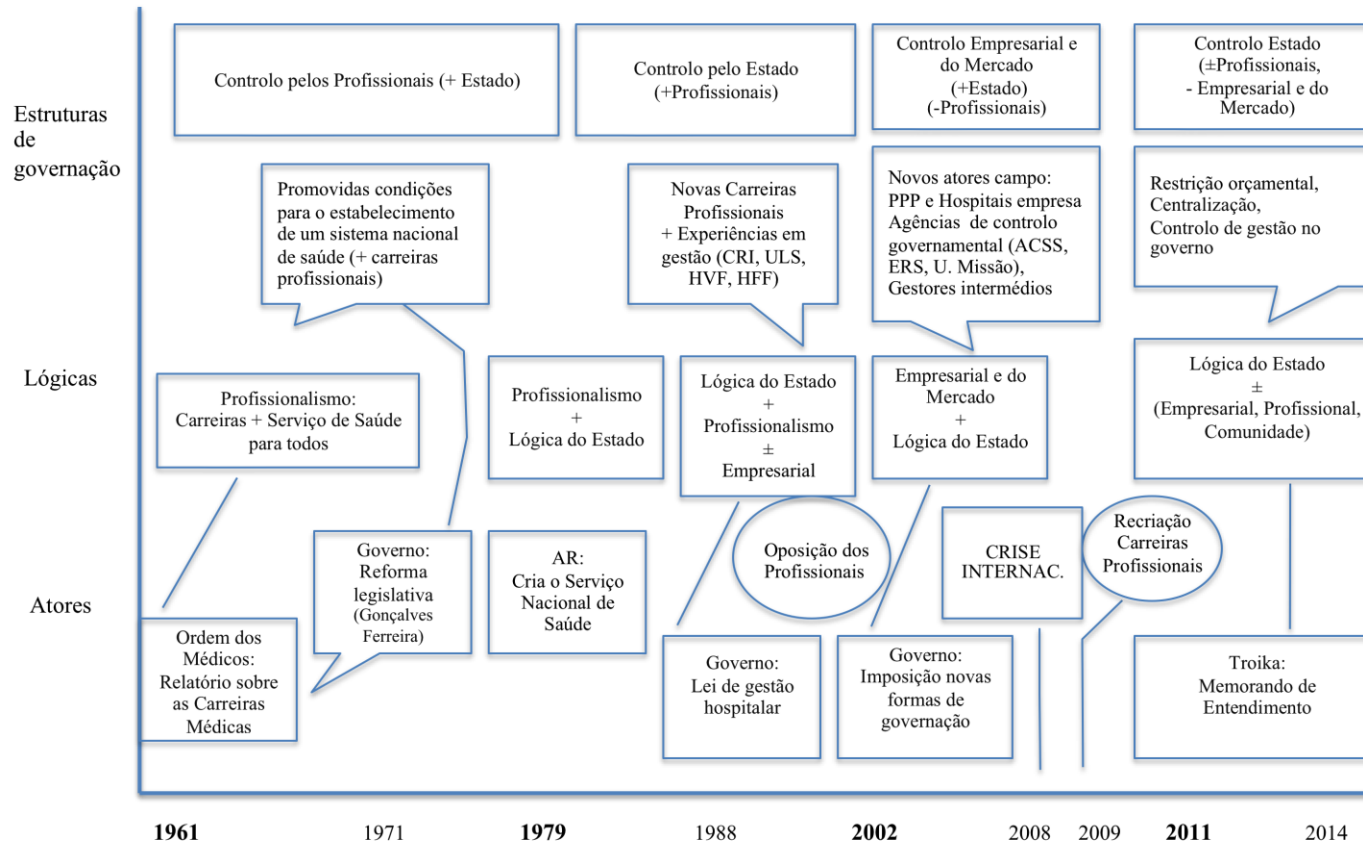 Estruturas
de
governação
Controlo pelos Profissionais (+ Estado)
Controlo pelo Estado
(+Profissionais)
Controlo Empresarial e
do Mercado
(+Estado)
(-Profissionais)
Controlo Estado
(±Profissionais,
- Empresarial e do
Mercado)
Promovidas condições
para o estabelecimento
de um sistema nacional
de saúde (+ carreiras
profissionais)
Novas Carreiras
Profissionais
+ Experiências em
gestão (CRI, ULS,
HVF, HFF)
Novos atores campo:
PPP e Hospitais empresa
Agências de controlo
governamental (ACSS,
ERS, U. Missão),
Gestores intermédios
Restrição orçamental,
Centralização,
Controlo de gestão no
governo
Lógicas
Profissionalismo:
Carreiras + Serviço de Saúde
para todos
Profissionalismo
+
Lógica do Estado
Lógica do Estado
+
Profissionalismo
±
Empresarial
Empresarial e do
Mercado
+
Lógica do Estado
Lógica do Estado
±
(Empresarial, Profissional,
Comunidade)
Atores
Ordem dos
Médicos:
Relatório sobre
as Carreiras
Médicas
Governo:
Reforma
legislativa
(Gonçalves
Ferreira)
AR:
Cria o Serviço
Nacional de
Saúde
Oposição dos
Profissionais
CRISE
INTERNAC.
Recriação
Carreiras
Profissionais
Governo:
Lei de gestão
hospitalar
Governo:
Imposição novas
formas de
governação
Troika:
Memorando de
Entendimento
1961 1971 1979 1988 2002 2008 2009 2011 2014